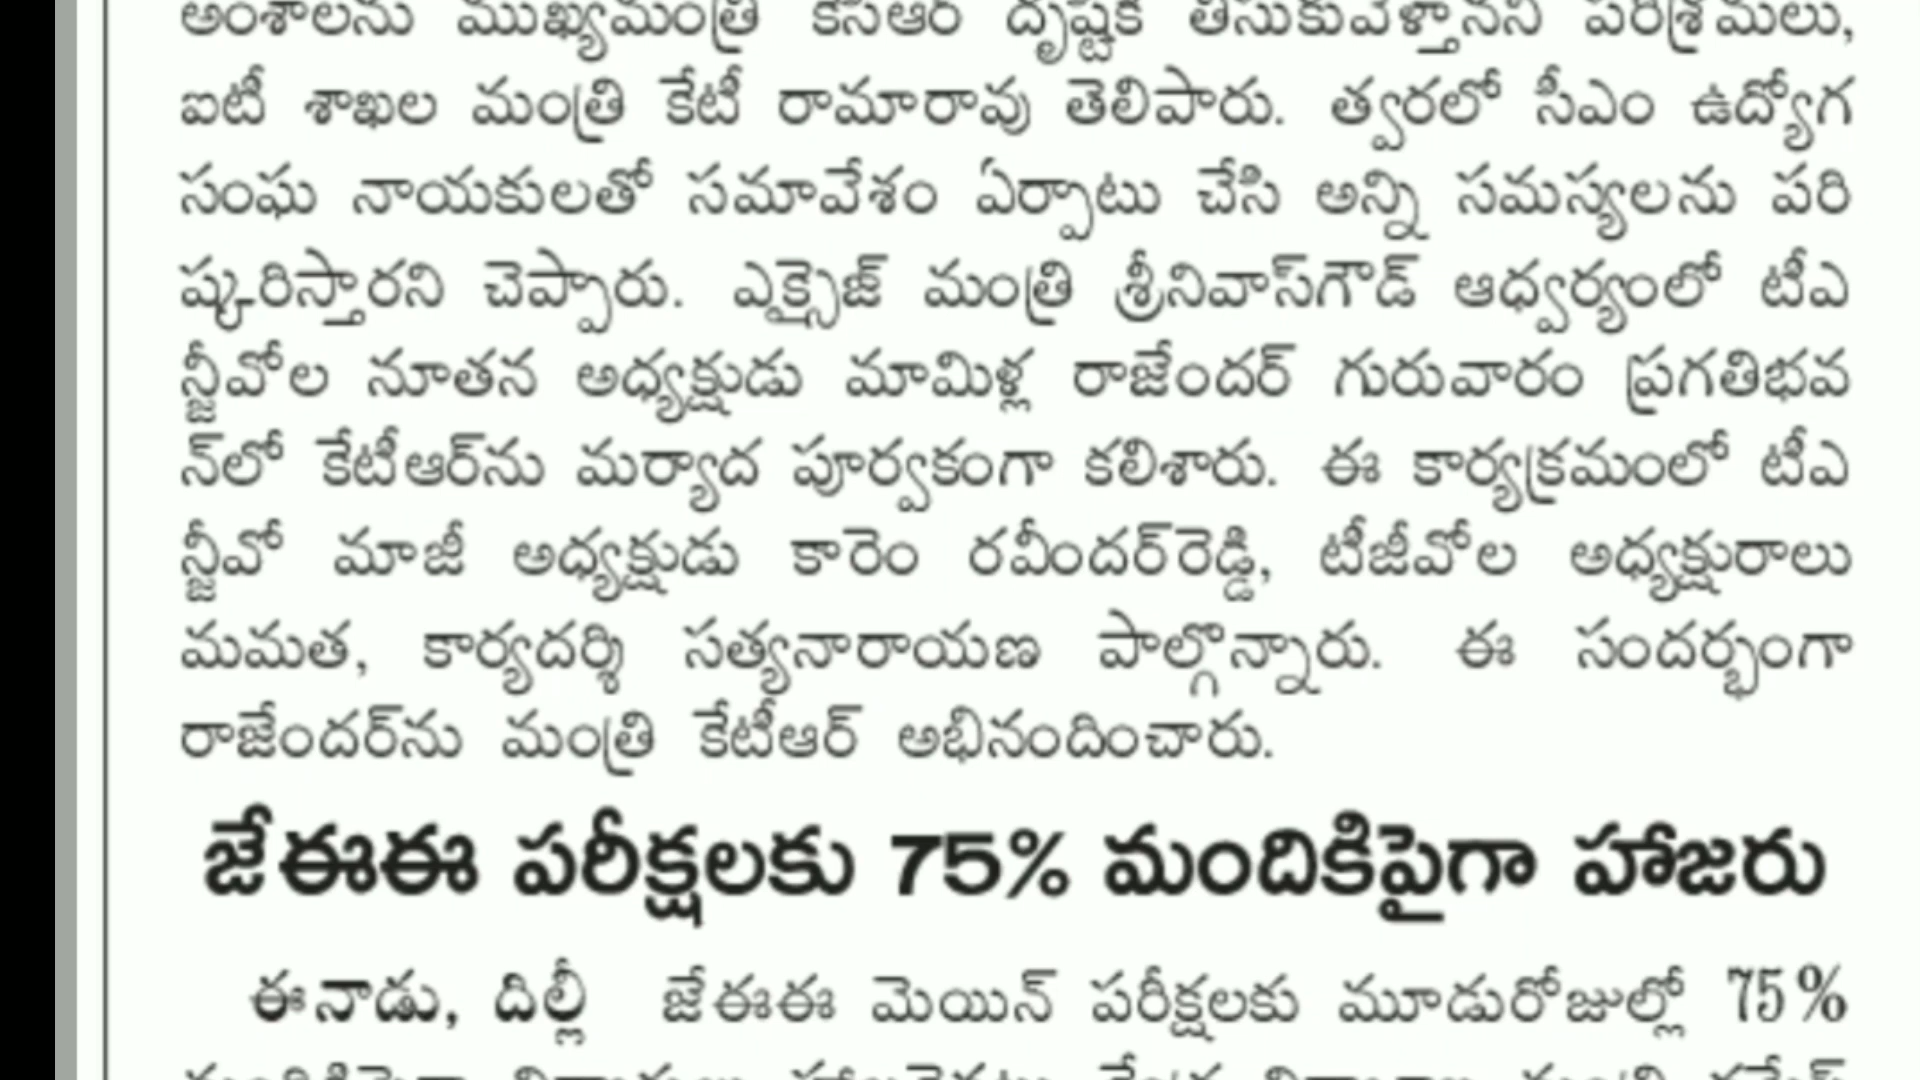 అంశాలను ముఖ్యమంత్రి కేసీఆర్ దృష్టికి తీసుకువెళ్తానని పరిశ్రమలు,
ఐటీ శాఖల మంత్రి కేటీ రామారావు తెలిపారు. త్వరలో సీఎం ఉద్యోగ
సంఘ నాయకులతో సమావేశం ఏర్పాటు చేసి అన్ని సమస్యలను పరి
ష్కరిస్తారని చెప్పారు. ఎక్సైజ్ మంత్రి శ్రీనివాస్‌గౌడ్ ఆధ్వర్యంలో టీఎ
న్జీవోల నూతన అధ్యక్షుడు మామిళ్ల రాజేందర్ గురువారం ప్రగతిభవ
న్‌లో కేటీఆర్‌ను మర్యాద పూర్వకంగా కలిశారు. ఈ కార్యక్రమంలో టీఎ
న్జీవో మాజీ అధ్యక్షుడు కారెం రవీందర్‌రెడ్డి, టీజీవోల అధ్యక్షురాలు
మమత, కార్యదర్శి సత్యనారాయణ పాల్గొన్నారు. ఈ సందర్భంగా
రాజేందర్‌ను మంత్రి కేటీఆర్ అభినందించారు.
జేఈఈ పరీక్షలకు 75% మందికిపైగా హాజరు
ఈనాడు, దిల్లీ జేఈఈ మెయిన్ పరీక్షలకు మూడురోజుల్లో 75%